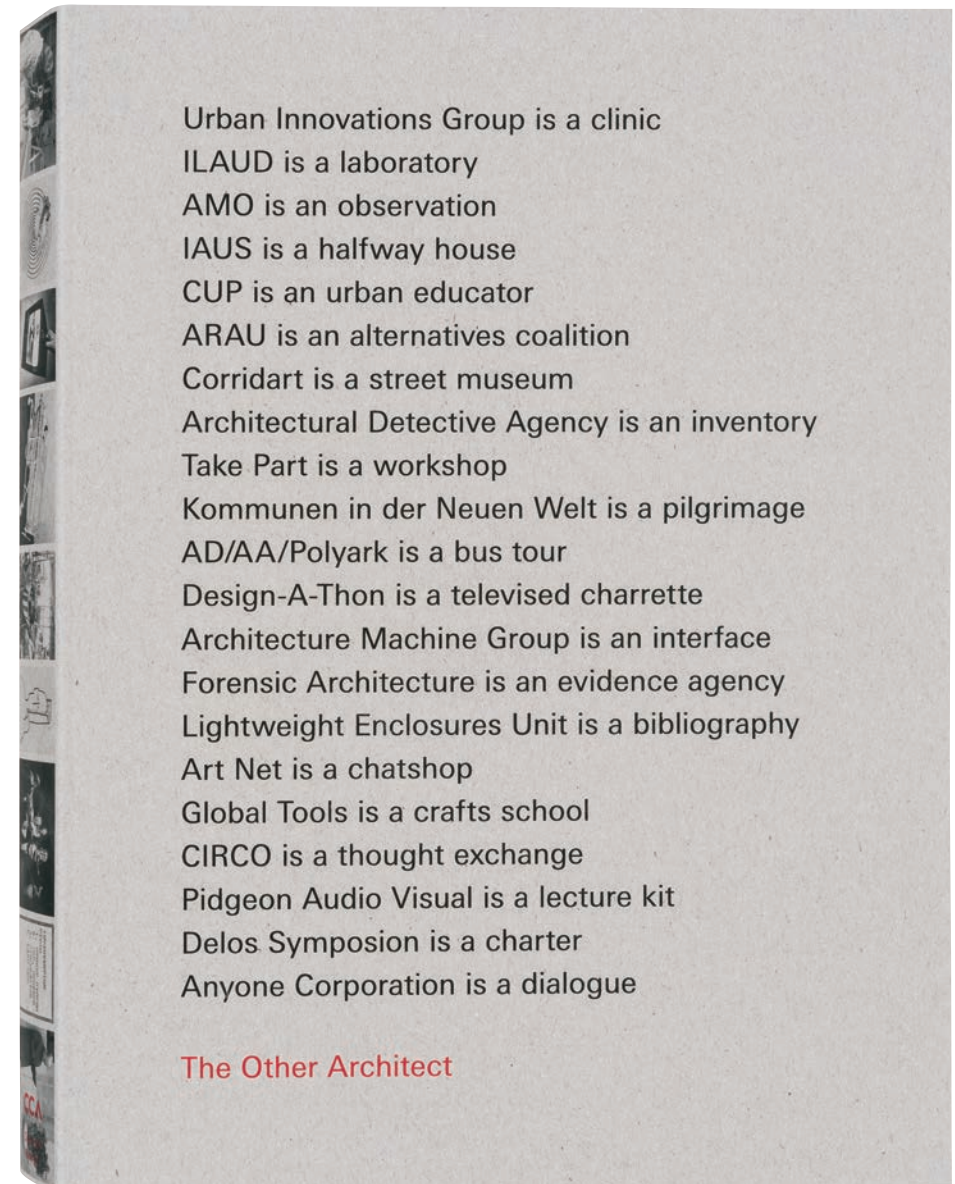 Urban Innovations Group is a clinic
ILAUD is a laboratory
AMO is an observation
IAUS is a halfway house
CUP is an urban educator
ARAU is an alternatives coalition
Corridart is a street museum
Architectural Detective Agency is an inventory
Take Part is a workshop
Kommunen in der Neuen Welt is a pilgrimage
AD/AA/Polyark is a bus tour
Design-A-Thon is a televised charrette
Architecture Machine Group is an interface
Forensic Architecture is an evidence agency
Lightweight Enclosures Unit is a bibliography
Art Net is a chatshop
Global Tools is a crafts school
CIRCO is a thought exchange
Pidgeon Audio Visual is a lecture kit
Delos Symposion is a charter
Anyone Corporation is a dialogue
The Other Architect
CCA